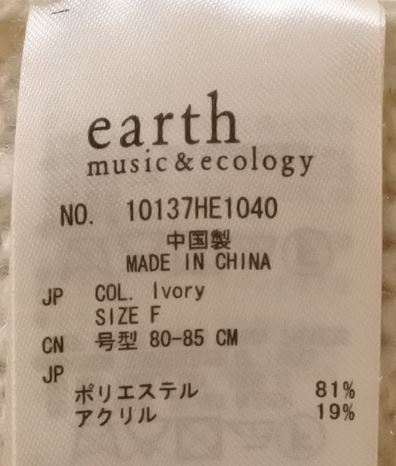 earth
music&ecology
NO. 10137HE1040
中国製
MADE IN CHINA
JP COL. Ivory
SIZE F
CN 号型 80-85 CM
JP
ポリエステル 81%
アクリル 19%